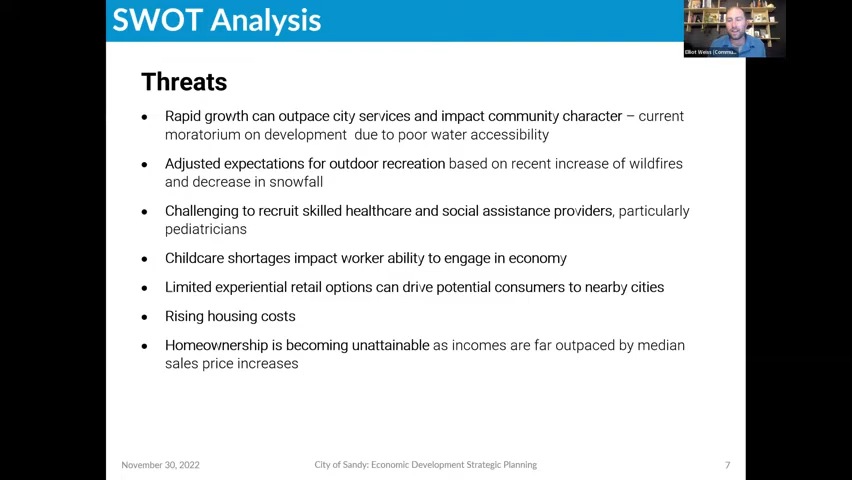 SWOT Analysis
Elliot Weiss (Commu...
Threats
• Rapid growth can outpace city services and impact community character – current
moratorium on development due to poor water accessibility
• Adjusted expectations for outdoor recreation based on recent increase of wildfires
and decrease in snowfall
• Challenging to recruit skilled healthcare and social assistance providers, particularly
pediatricians
• Childcare shortages impact worker ability to engage in economy
• Limited experiential retail options can drive potential consumers to nearby cities
• Rising housing costs
• Homeownership is becoming unattainable as incomes are far outpaced by median
sales price increases
November 30, 2022
City of Sandy: Economic Development Strategic Planning
7